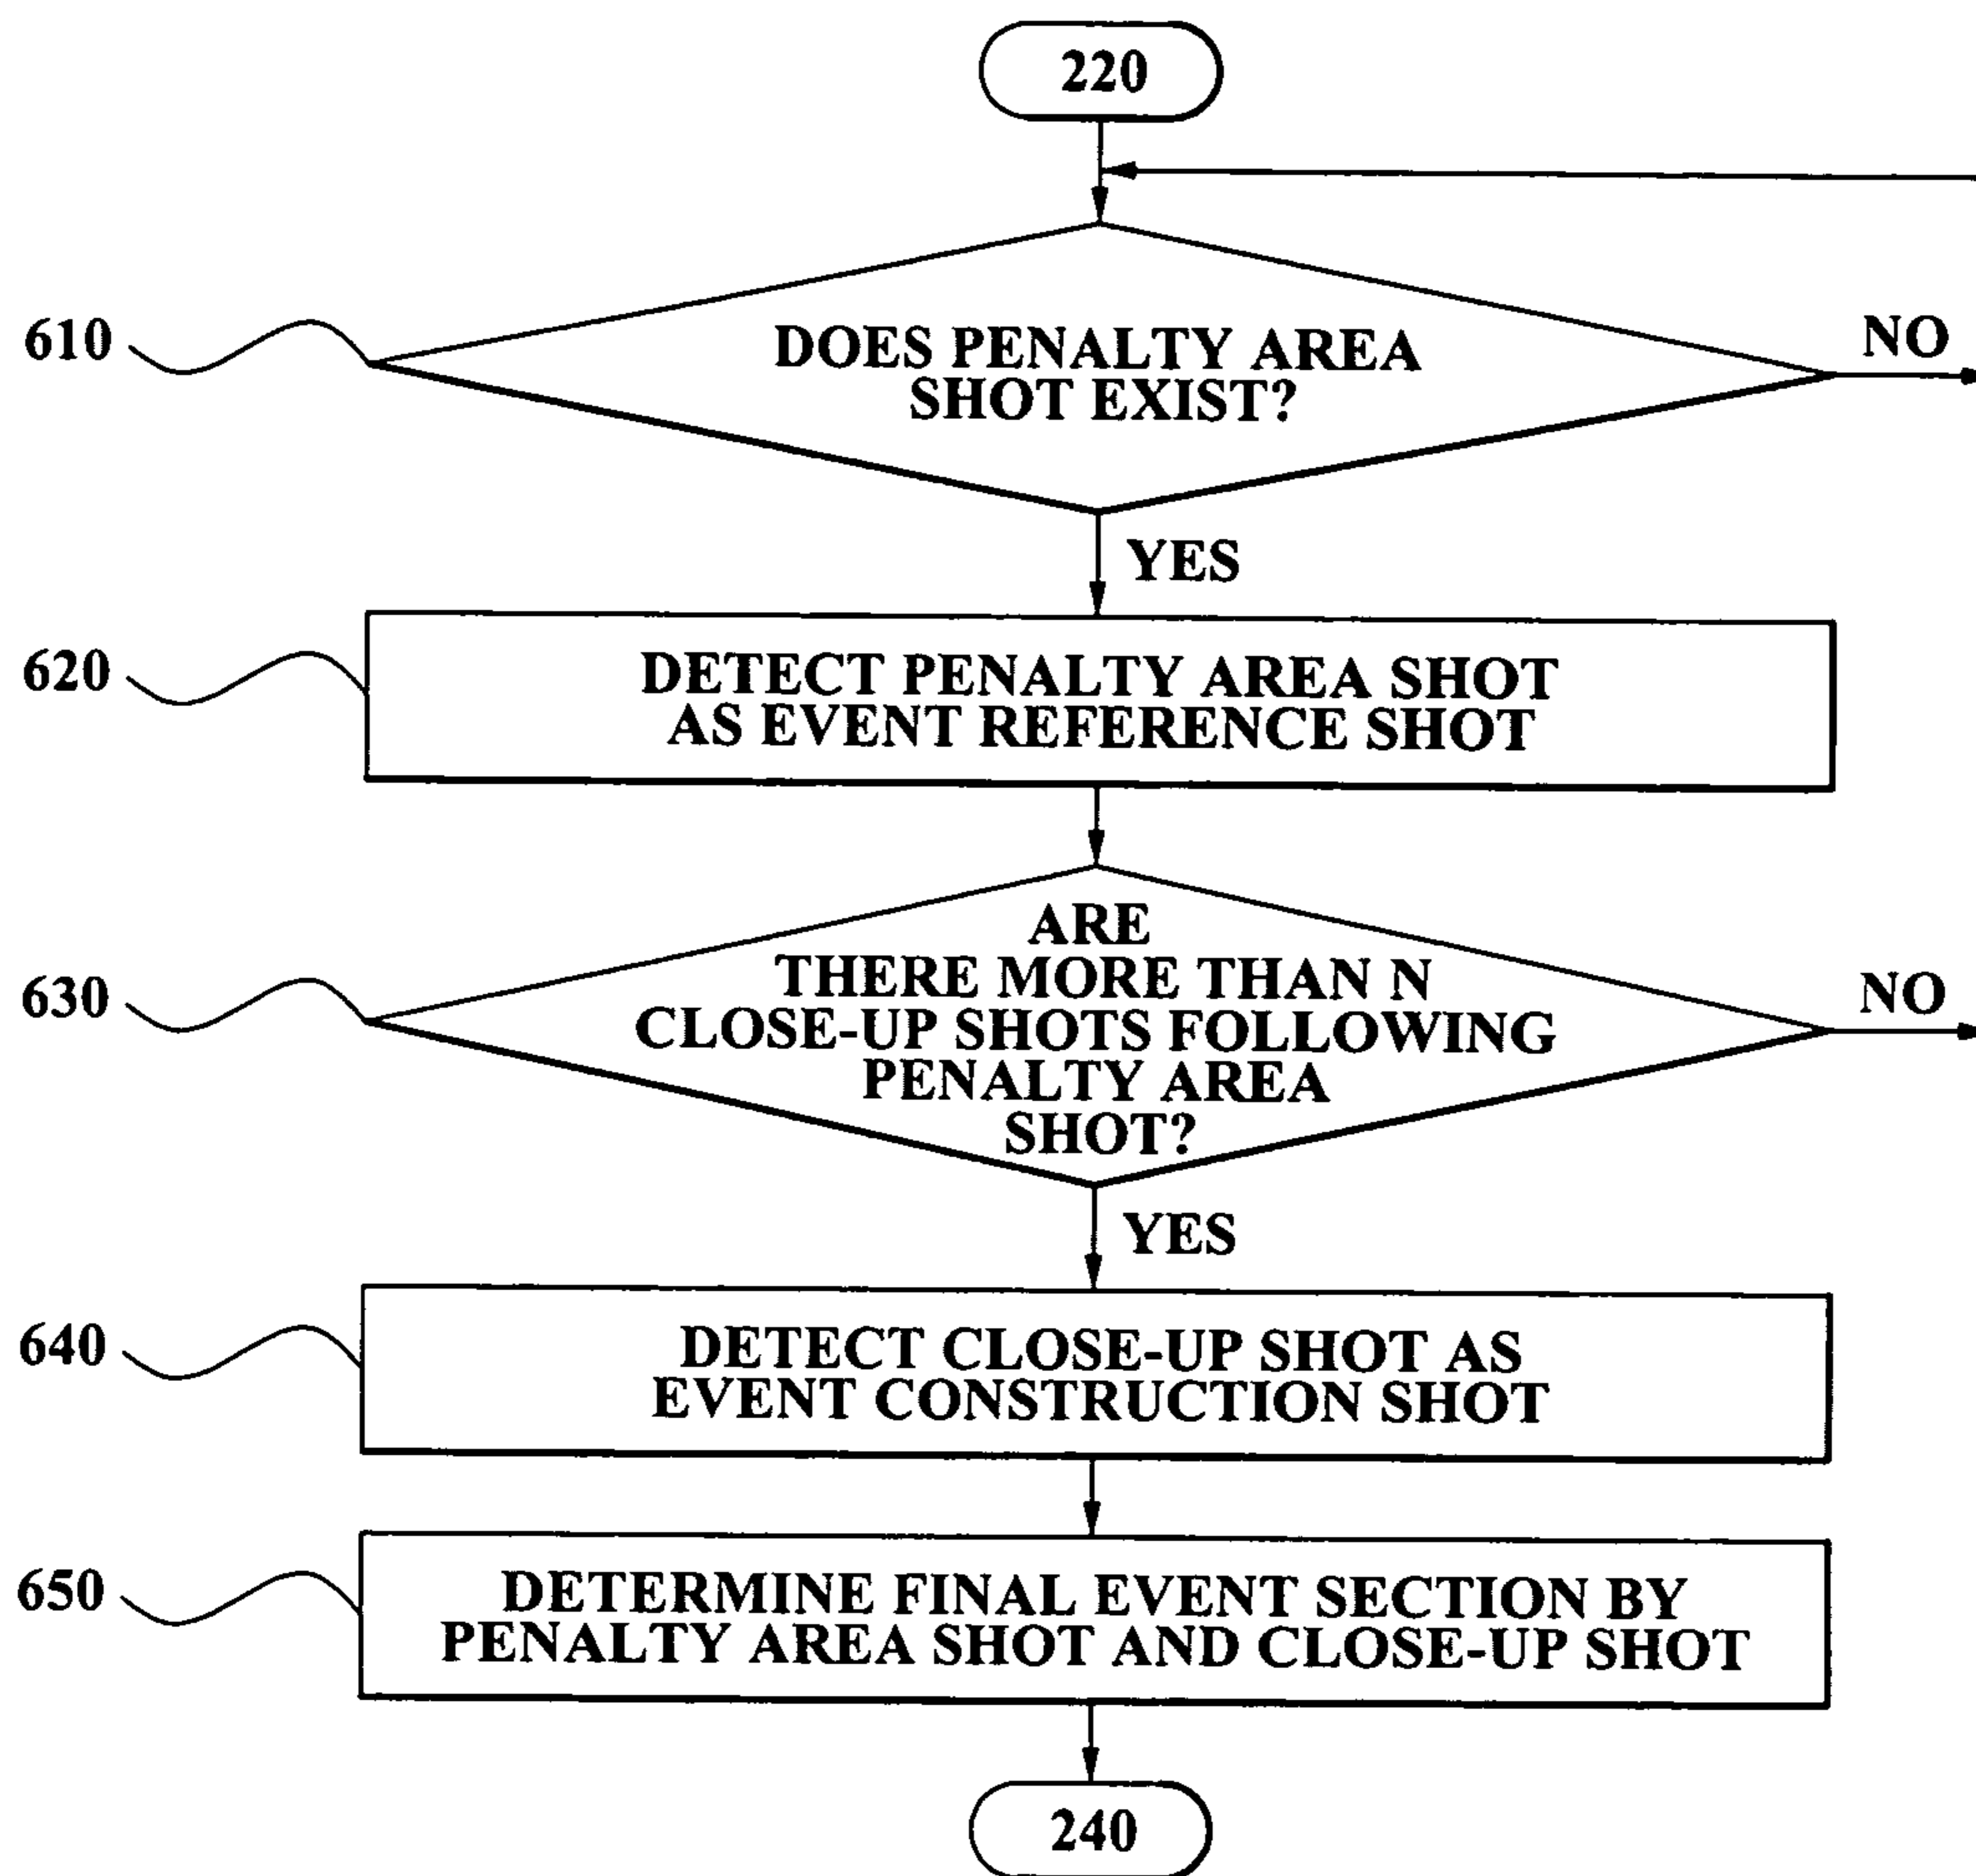 220
610
DOES PENALTY AREA
SHOT EXIST?
NO
YES
620
DETECT PENALTY AREA SHOT
AS EVENT REFERENCE SHOT
630
ARE
THERE MORE THAN N
CLOSE-UP SHOTS FOLLOWING
PENALTY AREA
SHOT?
NO
YES
640
DETECT CLOSE-UP SHOT AS
EVENT CONSTRUCTION SHOT
650
DETERMINE FINAL EVENT SECTION BY
PENALTY AREA SHOT AND CLOSE-UP SHOT
240